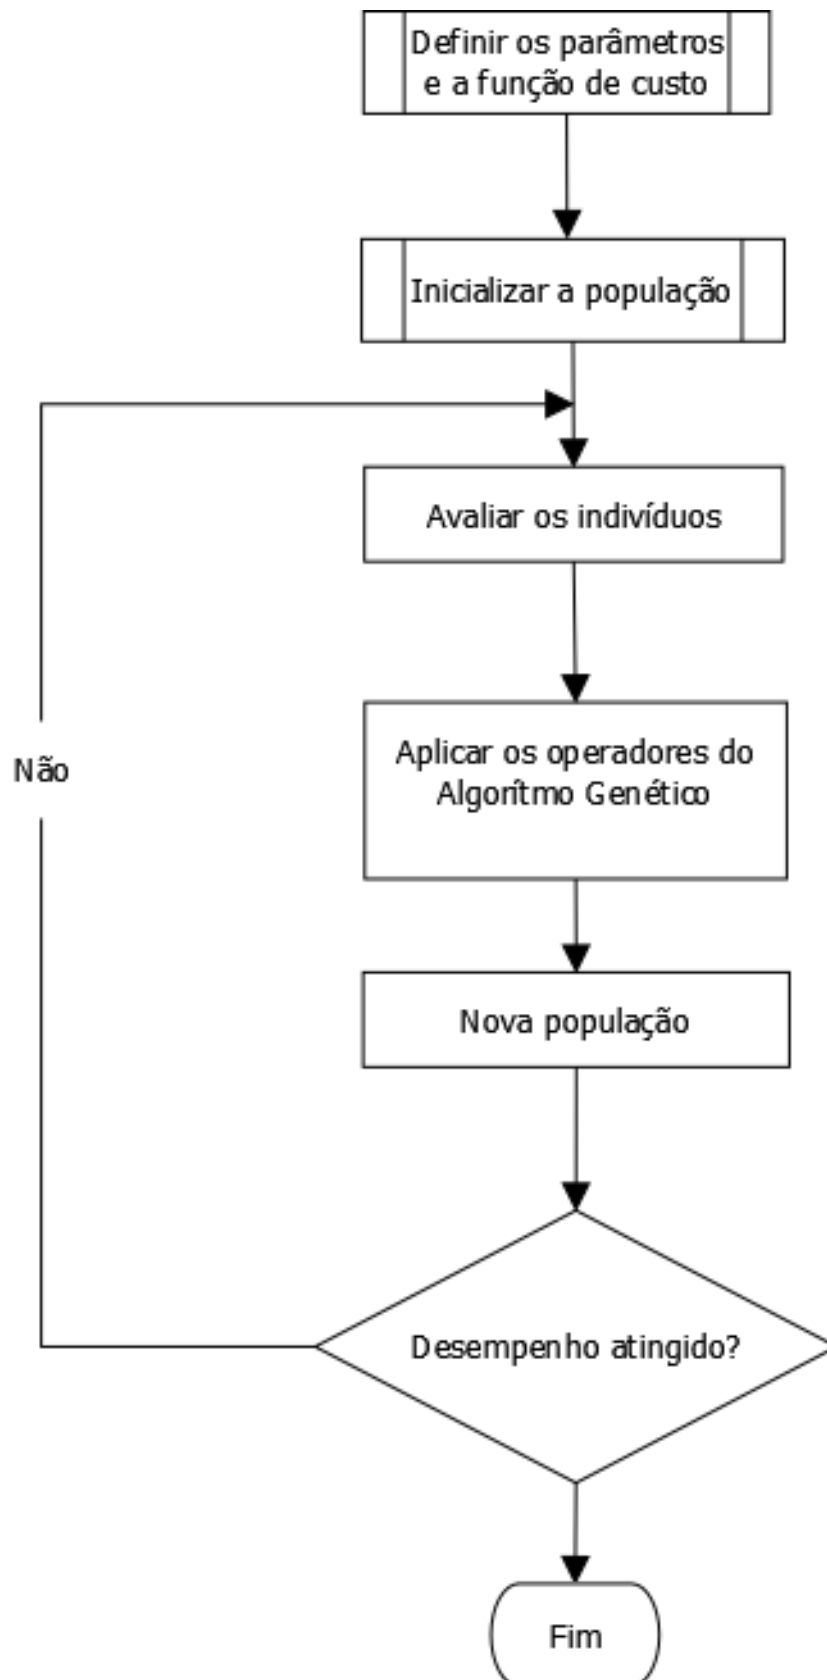 Definir os parâmetros
e a função de custo
Inicializar a população
Avaliar os indivíduos
Aplicar os operadores do
Algorítmo Genético
Não
Nova população
Desempenho atingido?
Fim